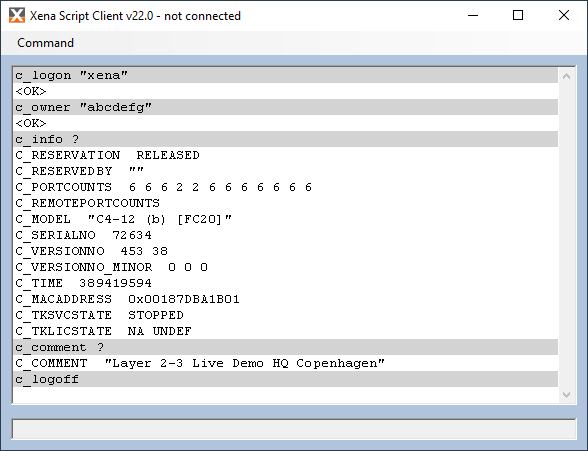 Xena Script Client v22.0 - not connected
Command
c_logon "xena"
<OK>
c_owner "abcdefg"
<OK>
c_info ?
C_RESERVATION  RELEASED
C_RESERVEDBY  ""
C_PORTCOUNTS  6 6 6 2 2 6 6 6 6 6 6 6
C_REMOTEPORTCOUNTS
C_MODEL  "C4-12 (b) [FC20]"
C_SERIALNO  72634
C_VERSIONNO  453 38
C_VERSIONNO_MINOR  0 0 0
C_TIME  389419594
C_MACADDRESS  0x00187DBA1B01
C_TKSVCSTATE  STOPPED
C_TKLICSTATE  NA UNDEF
c_comment ?
C_COMMENT  "Layer 2-3 Live Demo HQ Copenhagen"
c_logoff